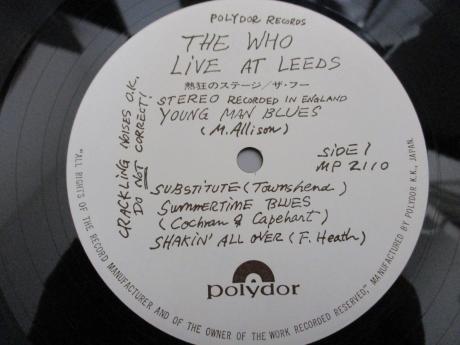 POLYDOR RECORDS
THE WHO
LiVE AT LEEDS
熱狂のステージ/ザ・フー
STEREO RECORDED IN ENGLAND
YOUNG MAN BLUES
(M. Allison)
SiDE 1
MP 2110
CRACKLING NOISES O.K.
DO NOT CORRECT!
SUBSTITUTE (Townshend)
SUMMERTIME BLUES
(Cochran & Capehart)
SHAKIN' ALL OVER (F. Heath)
polydor
"ALL RIGHTS OF THE RECORD MANUFACTURER AND OF THE OWNER OF THE WORK RECORDED RESERVED," MANUFACTURED BY POLYDOR K.K., JAPAN.